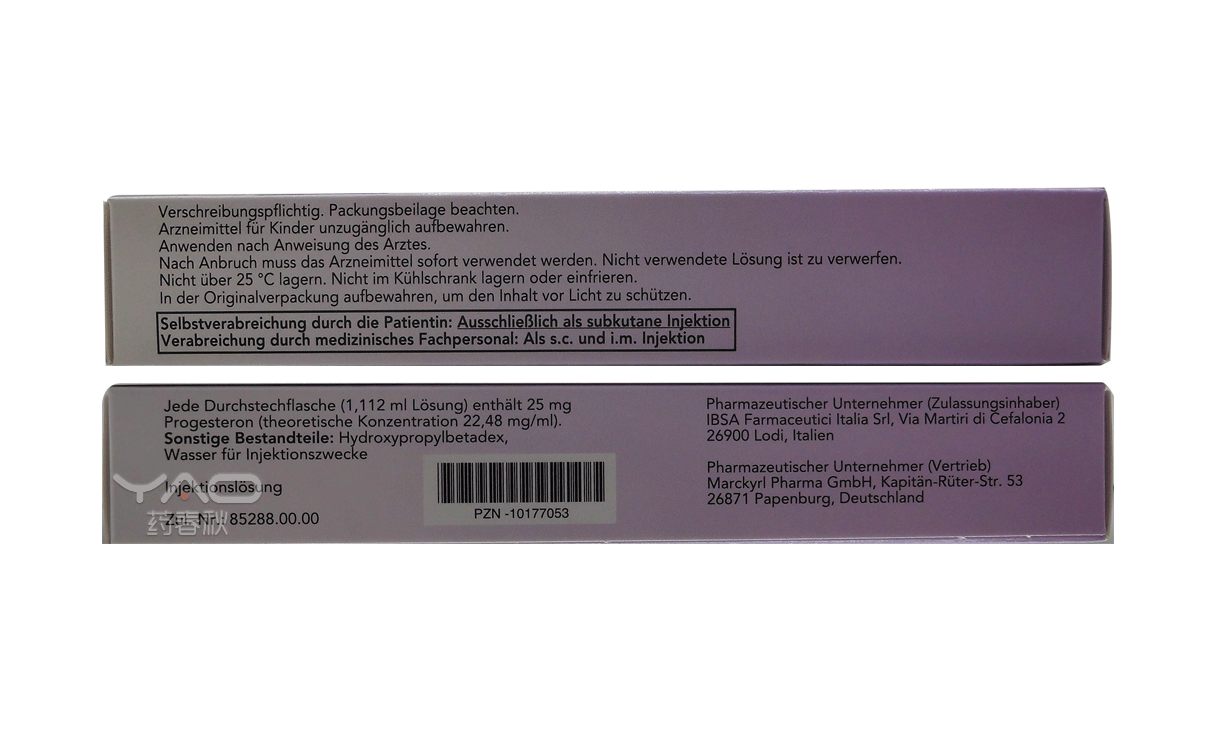 Verschreibungspflichtig. Packungsbeilage beachten.
Arzneimittel für Kinder unzugänglich aufbewahren.
Anwenden nach Anweisung des Arztes.
Nach Anbruch muss das Arzneimittel sofort verwendet werden. Nicht verwendete Lösung ist zu verwerfen.
Nicht über 25 °C lagern. Nicht im Kühlschrank lagern oder einfrieren.
In der Originalverpackung aufbewahren, um den Inhalt vor Licht zu schützen.
Selbstverabreichung durch die Patientin: Ausschließlich als subkutane Injektion
Verabreichung durch medizinisches Fachpersonal: Als s.c. und i.m. Injektion
Jede Durchstechflasche (1,112 ml Lösung) enthält 25 mg
Progesteron (theoretische Konzentration 22,48 mg/ml).
Sonstige Bestandteile: Hydroxypropylbetadex,
Wasser für Injektionszwecke
Injektionslösung
Zul.-Nr.: 85288.00.00
YAO
药春秋
PZN -10177053
Pharmazeutischer Unternehmer (Zulassungsinhaber)
IBSA Farmaceutici Italia Srl, Via Martiri di Cefalonia 2
26900 Lodi, Italien
Pharmazeutischer Unternehmer (Vertrieb)
Marckyrl Pharma GmbH, Kapitän-Rüter-Str. 53
26871 Papenburg, Deutschland